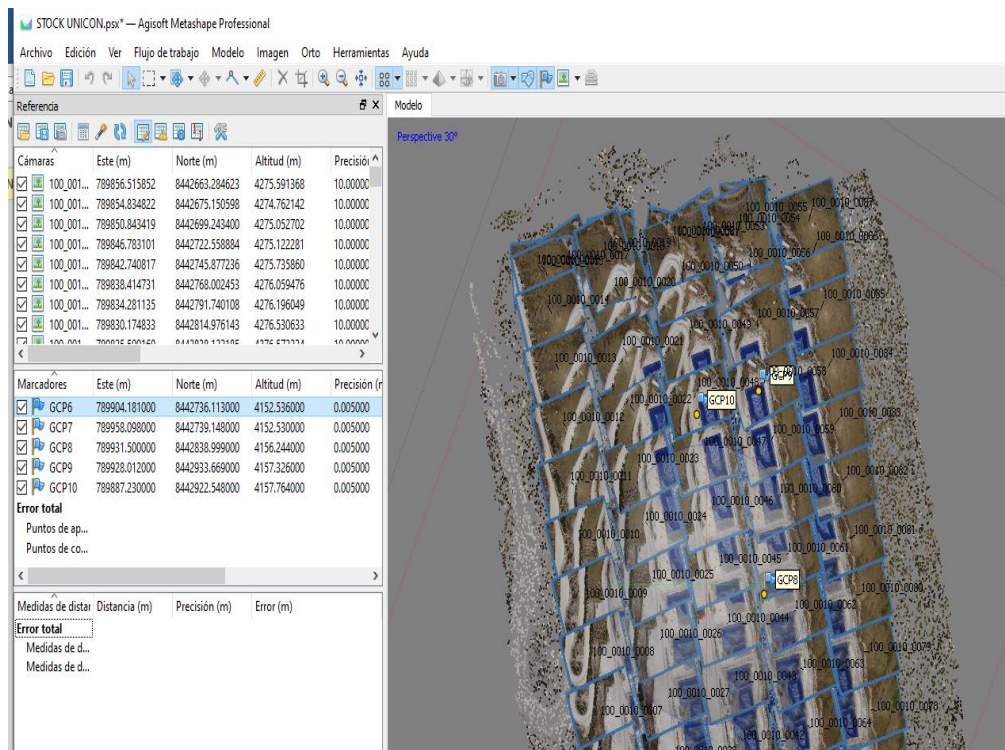 STOCK UNICON.psx* — Agisoft Metashape Professional
Archivo Edición Ver Flujo de trabajo Modelo Imagen Orto Herramientas Ayuda
Referencia
Modelo
Perspective 30°
Cámaras Este (m) Norte (m) Altitud (m) Precisión
100_001... 789856.515852 8442663.284623 4275.591368 10.00000
100_001... 789854.834822 8442675.150598 4274.762142 10.00000
100_001... 789850.843419 8442699.243400 4275.052702 10.00000
100_001... 789846.783101 8442722.558884 4275.122281 10.00000
100_001... 789842.740817 8442745.877236 4275.735860 10.00000
100_001... 789838.414731 8442768.002453 4276.059476 10.00000
100_001... 789834.281135 8442791.740108 4276.196049 10.00000
100_001... 789830.174833 8442814.976143 4276.530633 10.00000
Marcadores Este (m) Norte (m) Altitud (m) Precisión (m
GCP6 789904.181000 8442736.113000 4152.536000 0.005000
GCP7 789958.098000 8442739.148000 4152.530000 0.005000
GCP8 789931.500000 8442838.999000 4156.244000 0.005000
GCP9 789928.012000 8442933.669000 4157.326000 0.005000
GCP10 789887.230000 8442922.548000 4157.764000 0.005000
Error total
Puntos de ap...
Puntos de co...
Medidas de distar Distancia (m) Precisión (m) Error (m)
Error total
Medidas de d...
Medidas de d...
100_0010_0055
100_0010_0054
100_0010_0053
100_0010_0056
100_0010_0050
100_0010_0020
100_0010_0014
100_0010_0057
100_0010_0085
100_0010_0049
100_0010_0013
100_0010_0084
100_0010_0058
GCP9
100_0010_0048
100_0010_0022
GCP10
100_0010_0012
100_0010_0083
100_0010_0059
100_0010_0047
100_0010_0023
100_0010_0082
100_0010_0011
100_0010_0060
100_0010_0046
100_0010_0024
100_0010_0081
100_0010_0010
100_0010_0061
100_0010_0045
100_0010_0025
GCP8
100_0010_0080
100_0010_0009
100_0010_0062
100_0010_0044
100_0010_0026
100_0010_0079
100_0010_0008
100_0010_0063
100_0010_0043
100_0010_0027
100_0010_0078
100_0010_0007
100_0010_0064
100_0010_0042